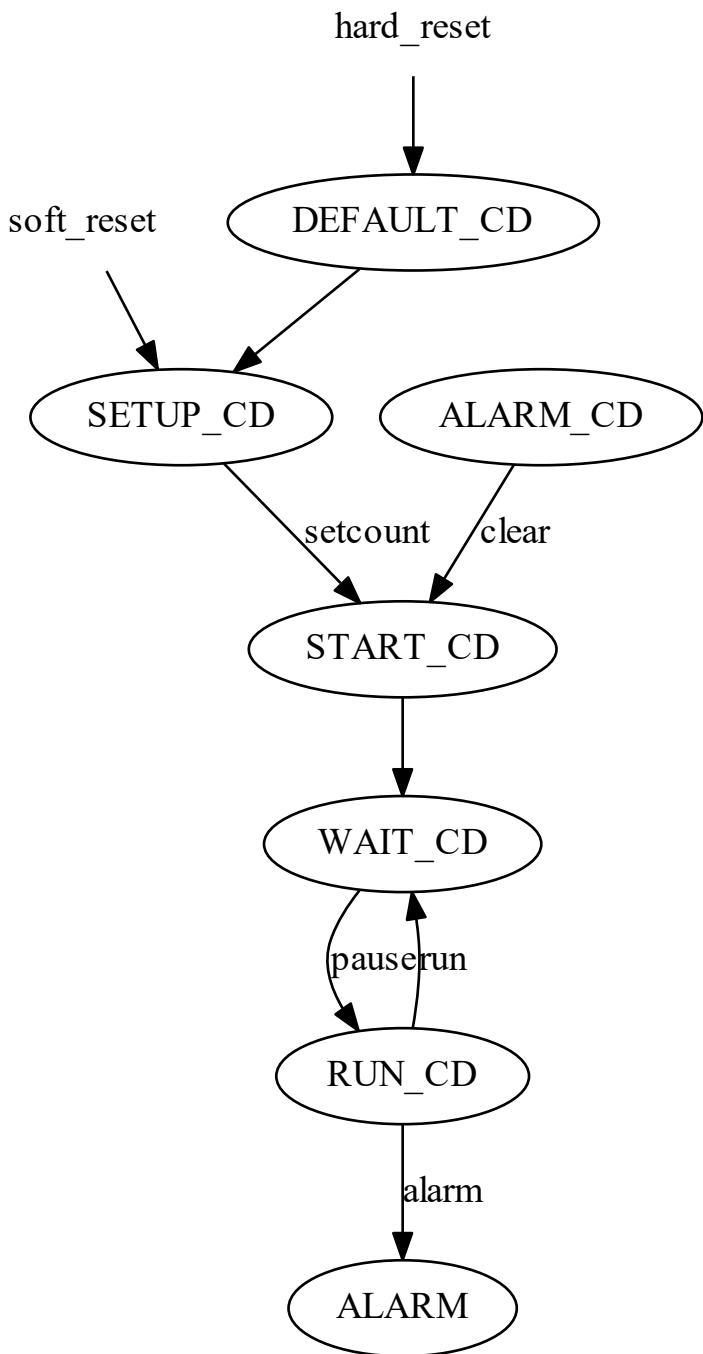 hard_reset
soft_reset
DEFAULT_CD
SETUP_CD
ALARM_CD
setcount
clear
START_CD
WAIT_CD
pause
run
RUN_CD
alarm
ALARM